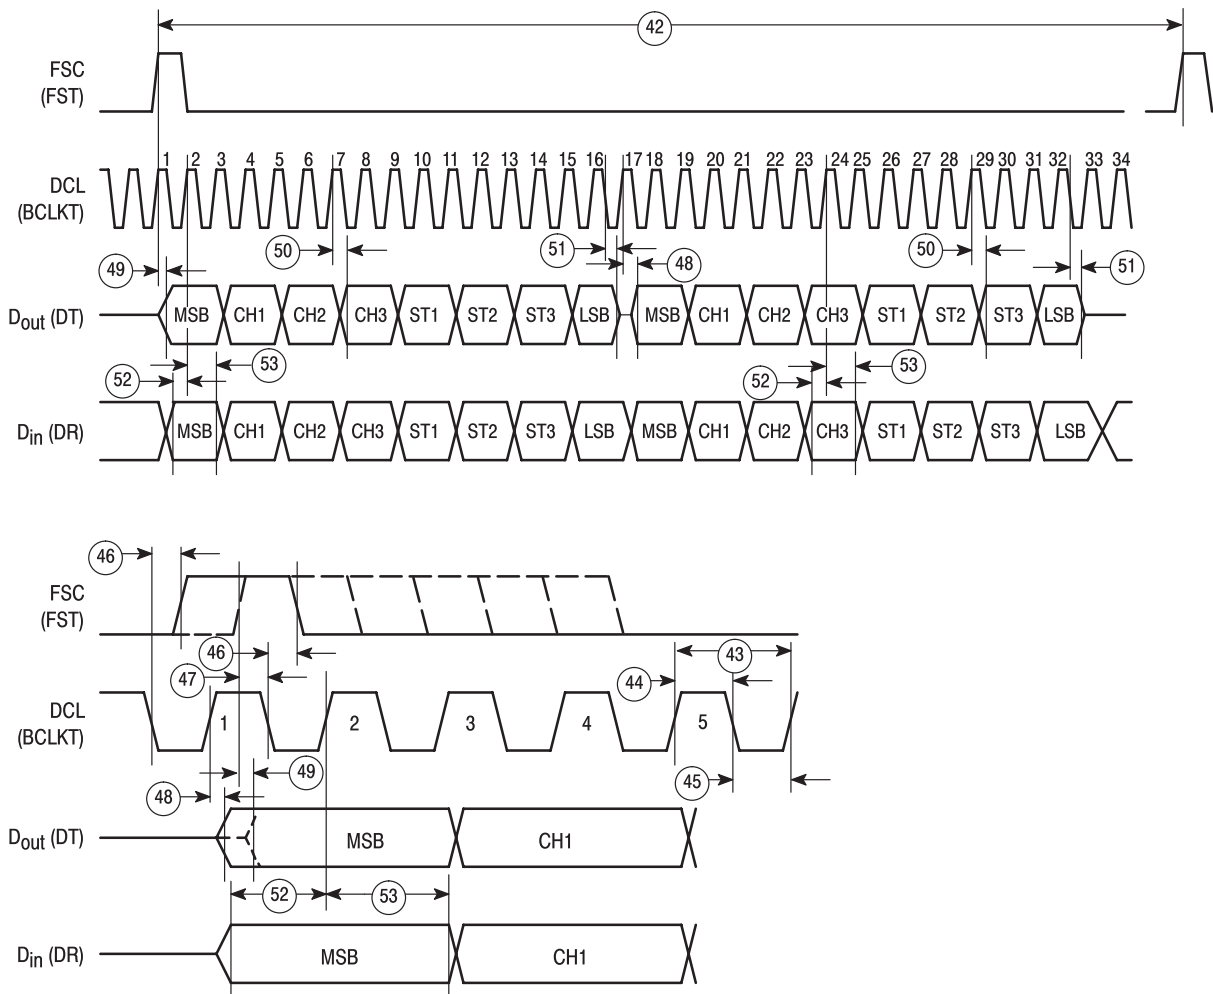 42
FSC
(FST)
1 2 3 4 5 6 7 8 9 10 11 12 13 14 15 16 17 18 19 20 21 22 23 24 25 26 27 28 29 30 31 32 33 34
DCL
(BCLKT)
49 50 51 48 50 51
Dout (DT) MSB CH1 CH2 CH3 ST1 ST2 ST3 LSB MSB CH1 CH2 CH3 ST1 ST2 ST3 LSB
52 53 52 53
Din (DR) MSB CH1 CH2 CH3 ST1 ST2 ST3 LSB MSB CH1 CH2 CH3 ST1 ST2 ST3 LSB
46
FSC
(FST)
46 43
47 44
DCL
(BCLKT)
1 2 3 4 5
49 45
48
Dout (DT) MSB CH1
52 53
Din (DR) MSB CH1